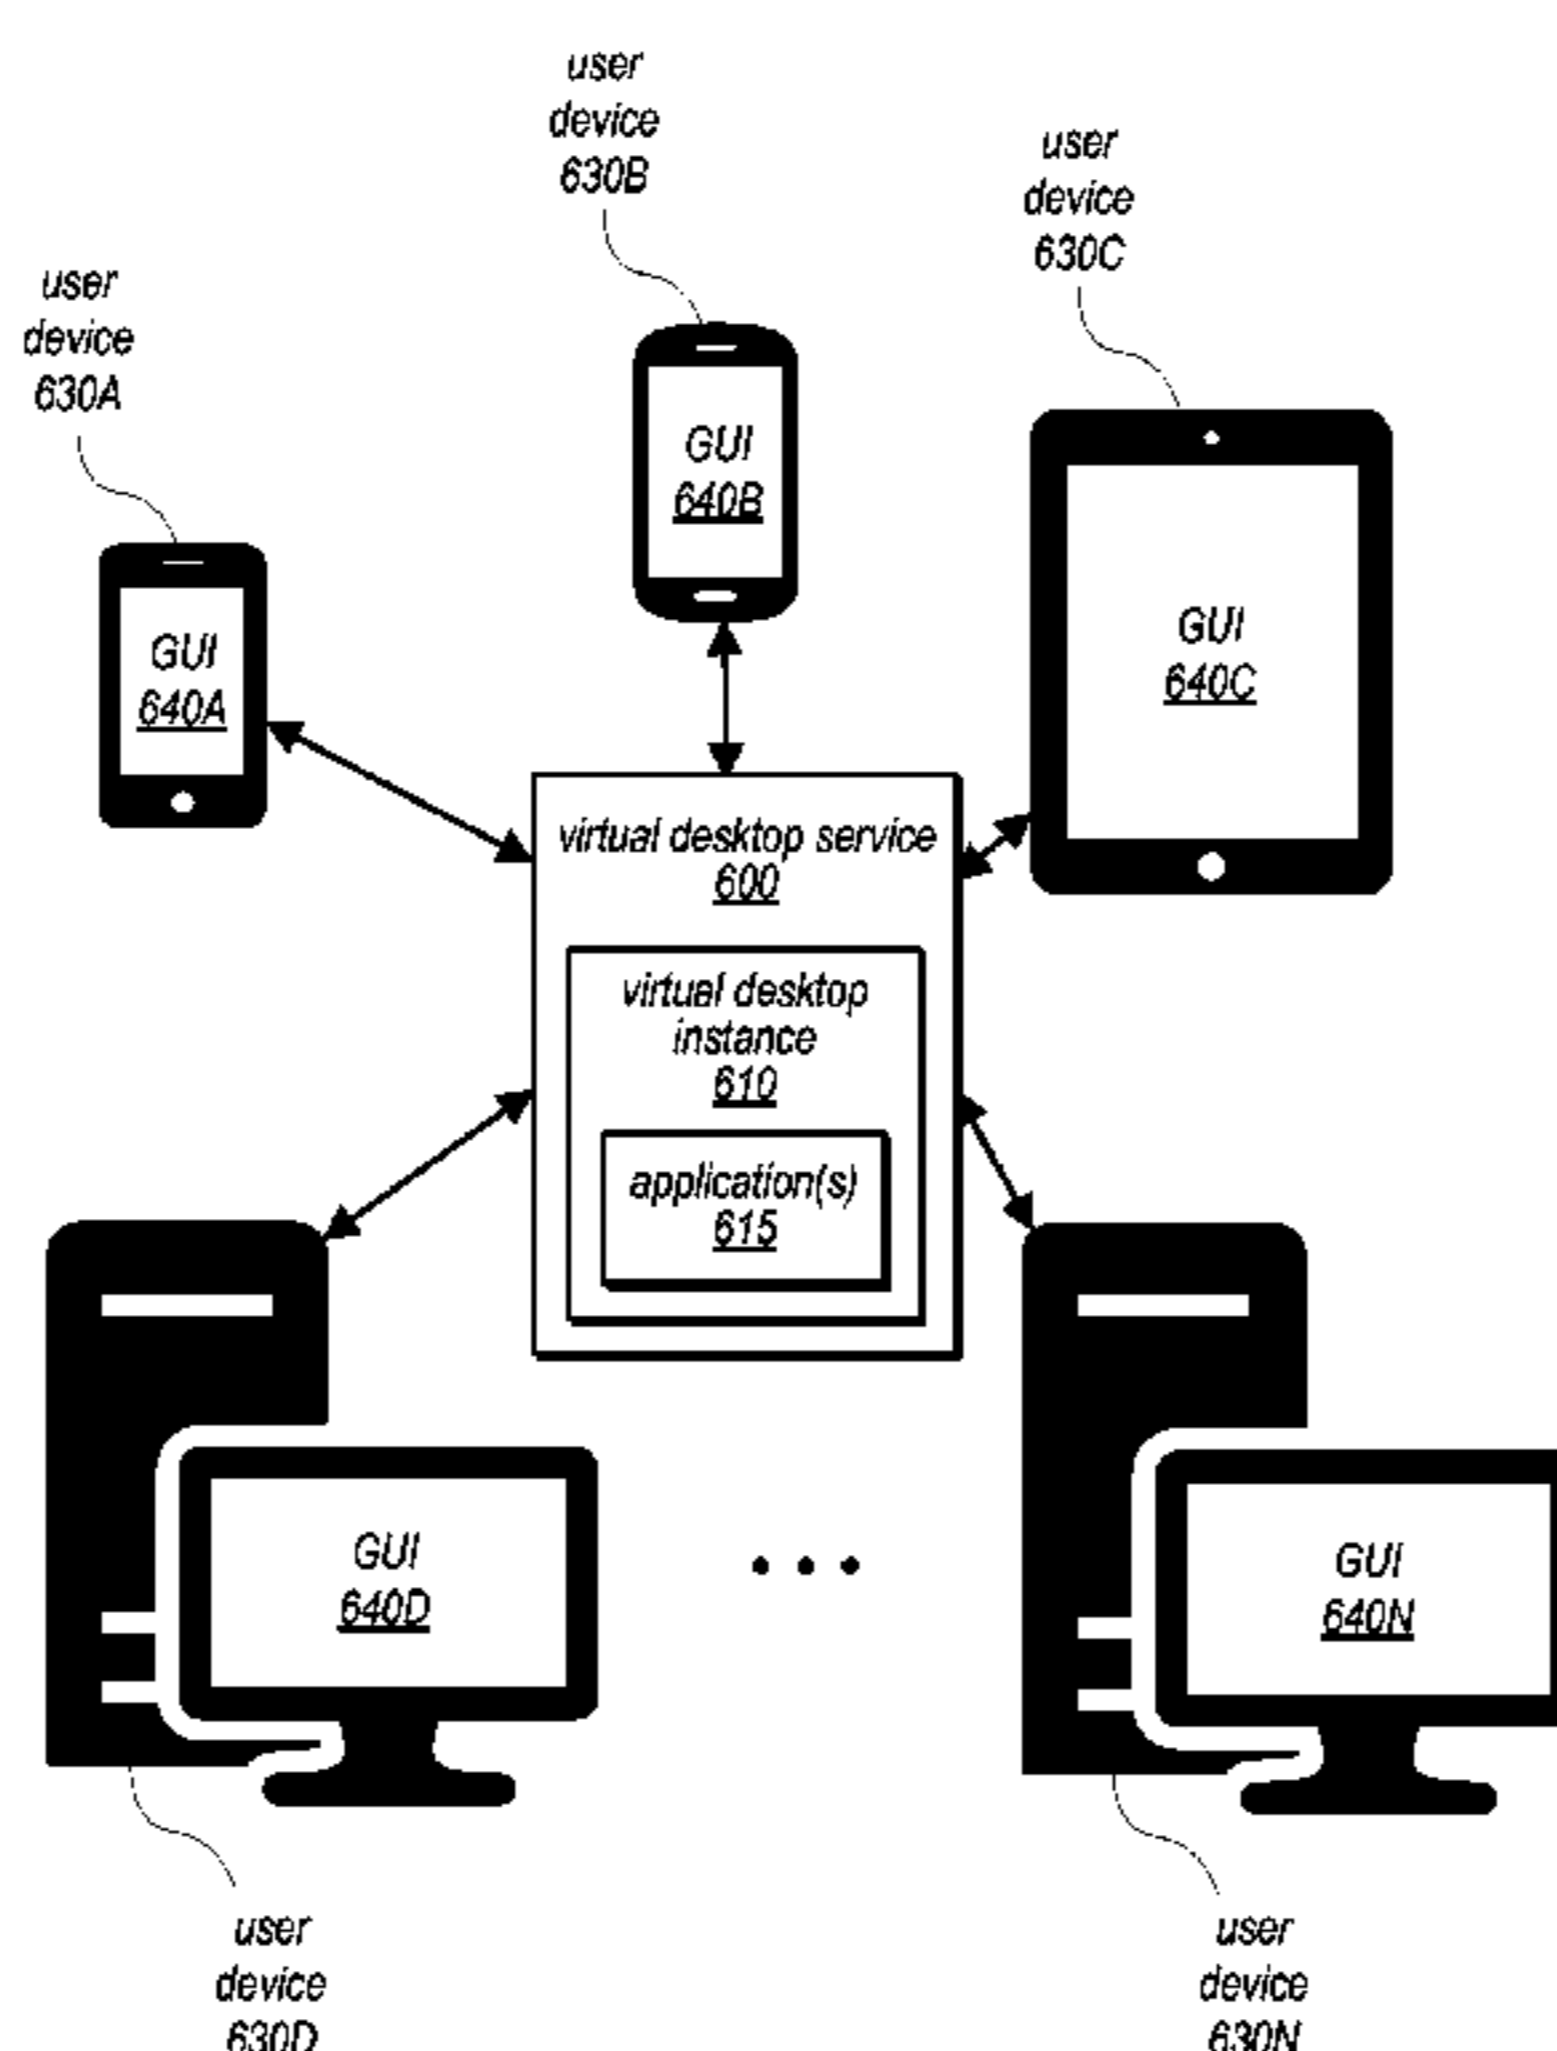 user
device
630B
user
device
630C
user
device
630A
GUI
640B
GUI
640C
GUI
640A
virtual desktop service
600
virtual desktop
instance
610
application(s)
615
GUI
640D
GUI
640N
user
device
630D
user
device
630N